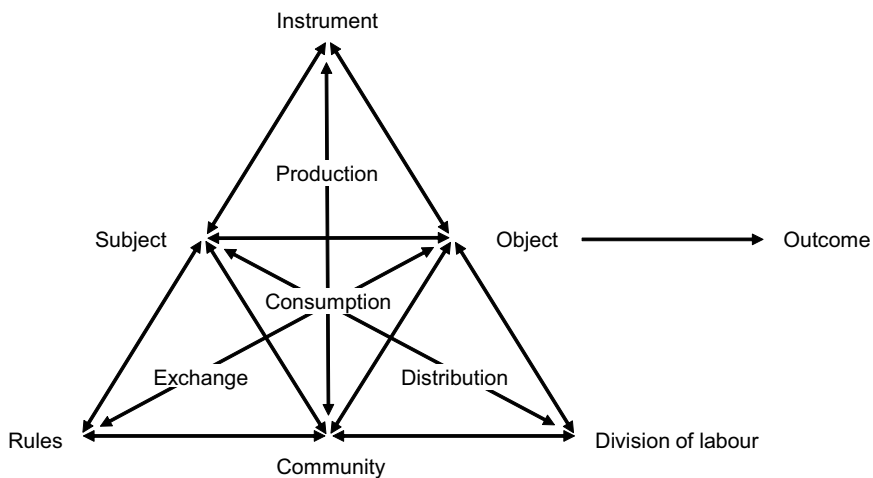 Instrument
Production
Subject
Object
Outcome
Consumption
Exchange
Distribution
Rules
Division of labour
Community